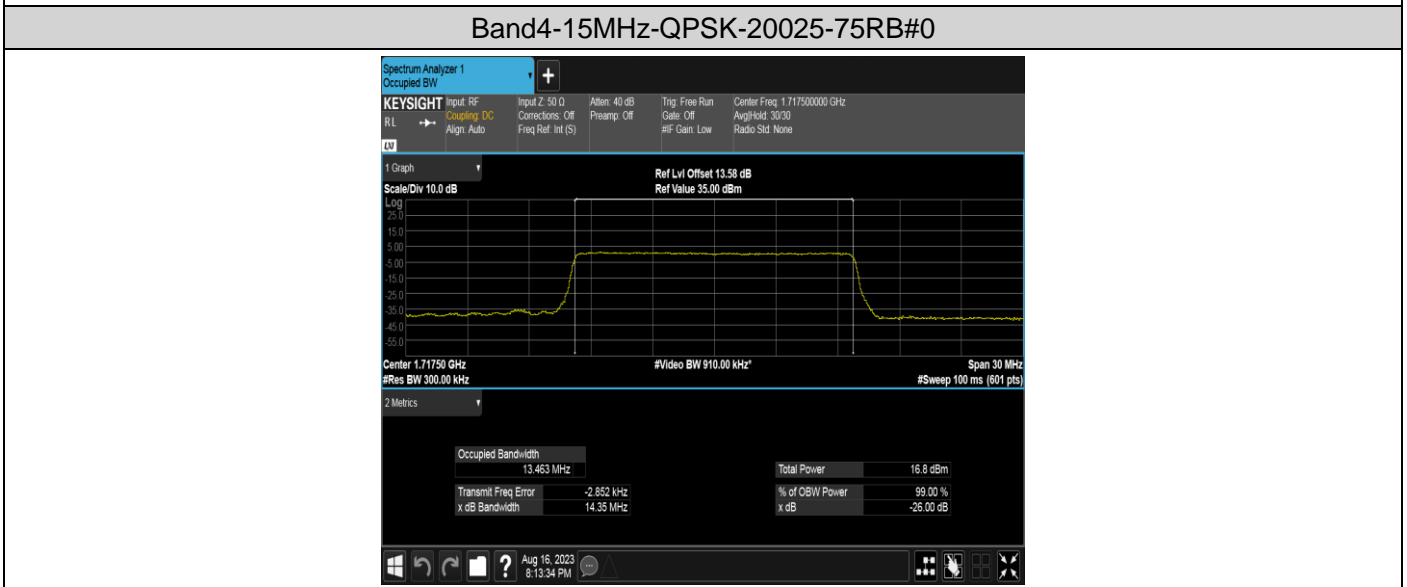 Band4-15MHz-QPSK-20025-75RB#0
Spectrum Analyzer 1
Occupied BW
KEYSIGHT
RL
Input: RF
Coupling: DC
Align: Auto
Input Z: 50 Ω
Corrections: Off
Freq Ref: Int (S)
Atten: 40 dB
Preamp: Off
Trig: Free Run
Gate: Off
#IF Gain: Low
Center Freq: 1.717500000 GHz
Avg|Hold: 30/30
Radio Std: None
LXI
1 Graph
Scale/Div 10.0 dB
Ref Lvl Offset 13.58 dB
Ref Value 35.00 dBm
Log
25.0
15.0
5.00
-5.00
-15.0
-25.0
-35.0
-45.0
-55.0
Center 1.71750 GHz
#Video BW 910.00 kHz*
Span 30 MHz
#Res BW 300.00 kHz
#Sweep 100 ms (601 pts)
2 Metrics
Occupied Bandwidth
13.463 MHz
Total Power 16.8 dBm
Transmit Freq Error -2.852 kHz
% of OBW Power 99.00 %
x dB Bandwidth 14.35 MHz
x dB -26.00 dB
?
Aug 16, 2023
8:13:34 PM